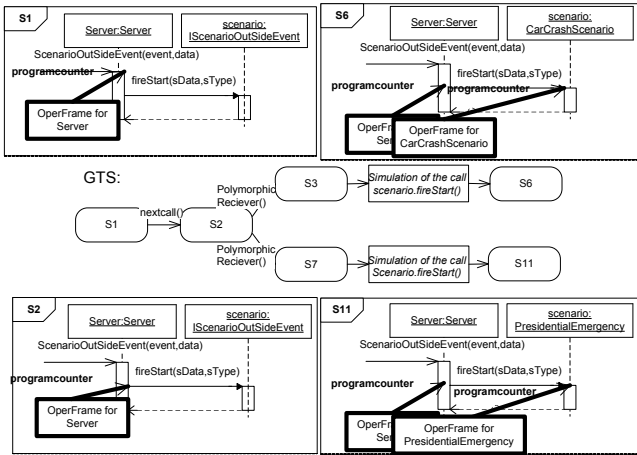 S1
Server:Server
scenario:
IScenarioOutSideEvent
ScenarioOutSideEvent(event,data)
programcounter
fireStart(sData,sType)
OperFrame for
Server
S6
Server:Server
scenario:
CarCrashScenario
ScenarioOutSideEvent(event,data)
fireStart(sData,sType)
programcounter
programcounter
OperFr
Ser
OperFrame for
CarCrashScenario
GTS:
S1
nextcall()
S2
Polymorphic
Reciever()
S3
Simulation of the call
scenario.fireStart()
S6
Polymorphic
Reciever()
S7
Simulation of the call
Scenario.fireStart()
S11
S2
Server:Server
scenario:
IScenarioOutSideEvent
ScenarioOutSideEvent(event,data)
fireStart(sData,sType)
programcounter
OperFrame for
Server
S11
Server:Server
scenario:
PresidentialEmergency
ScenarioOutSideEvent(event,data)
fireStart(sData,sType)
programcounter
programcounter
OperFr
Ser
OperFrame for
PresidentialEmergency